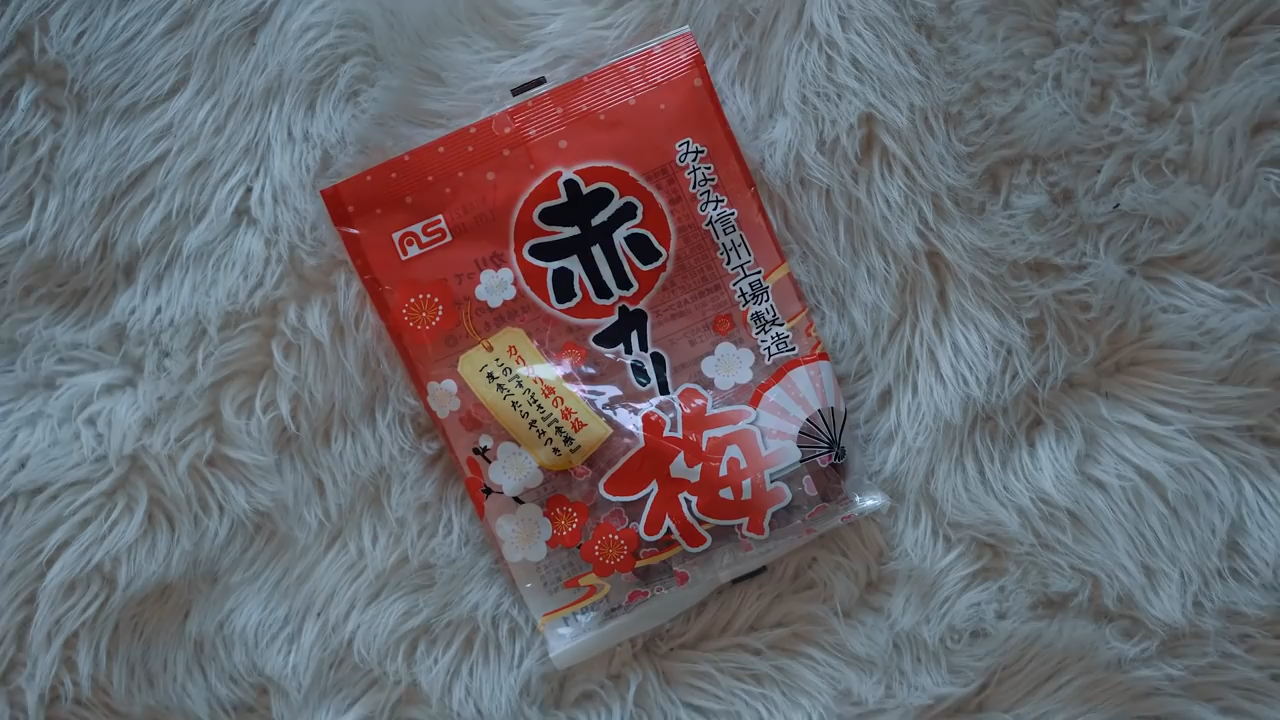 みなみ信州工場製造
赤
カリ
梅
AS
カリカリ梅の鉄板
この『すっぱさ』『食感』
一度食べたらやみつき